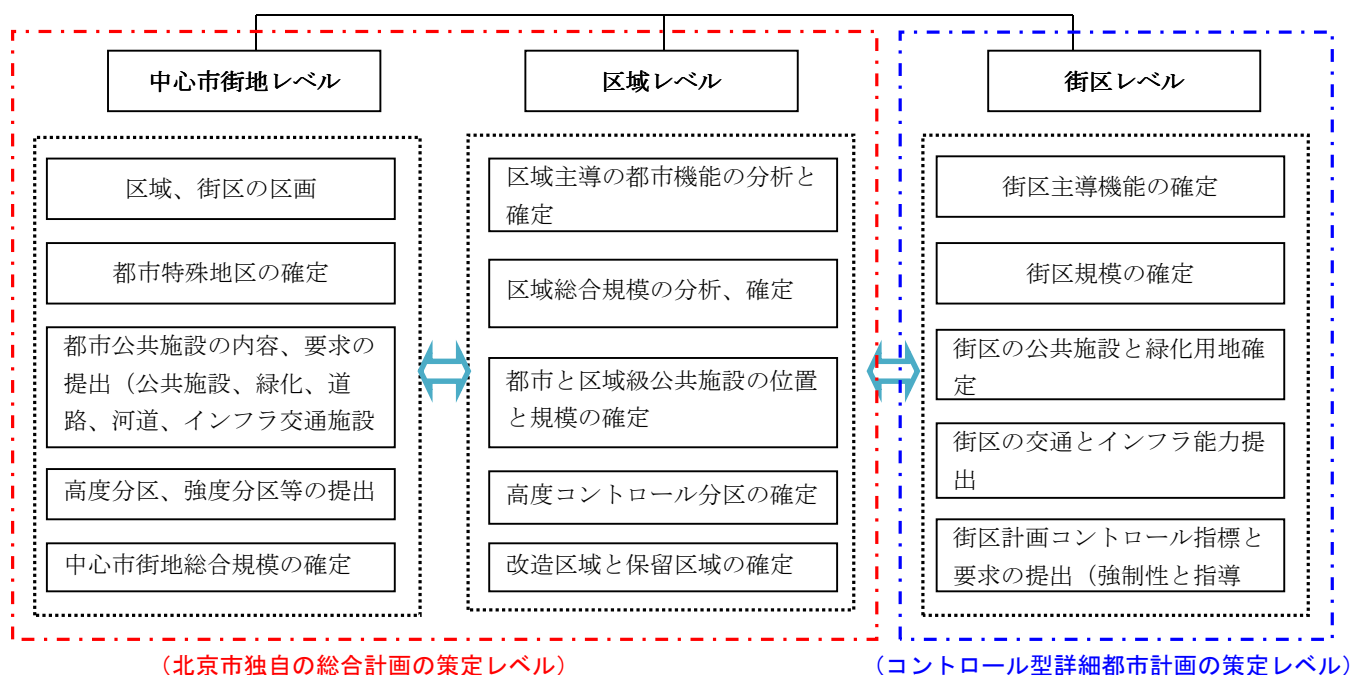 中心市街地レベル
区域、街区の区画
都市特殊地区の確定
都市公共施設の内容、要求の
提出（公共施設、緑化、道
路、河道、インフラ交通施設
高度分区、強度分区等の提出
中心市街地総合規模の確定
区域レベル
区域主導の都市機能の分析と
確定
区域総合規模の分析、確定
都市と区域級公共施設の位置
と規模の確定
高度コントロール分区の確定
改造区域と保留区域の確定
（北京市独自の総合計画の策定レベル）
街区レベル
街区主導機能の確定
街区規模の確定
街区の公共施設と緑化用地確
定
街区の交通とインフラ能力提
出
街区計画コントロール指標と
要求の提出（強制性と指導
（コントロール型詳細都市計画の策定レベル）